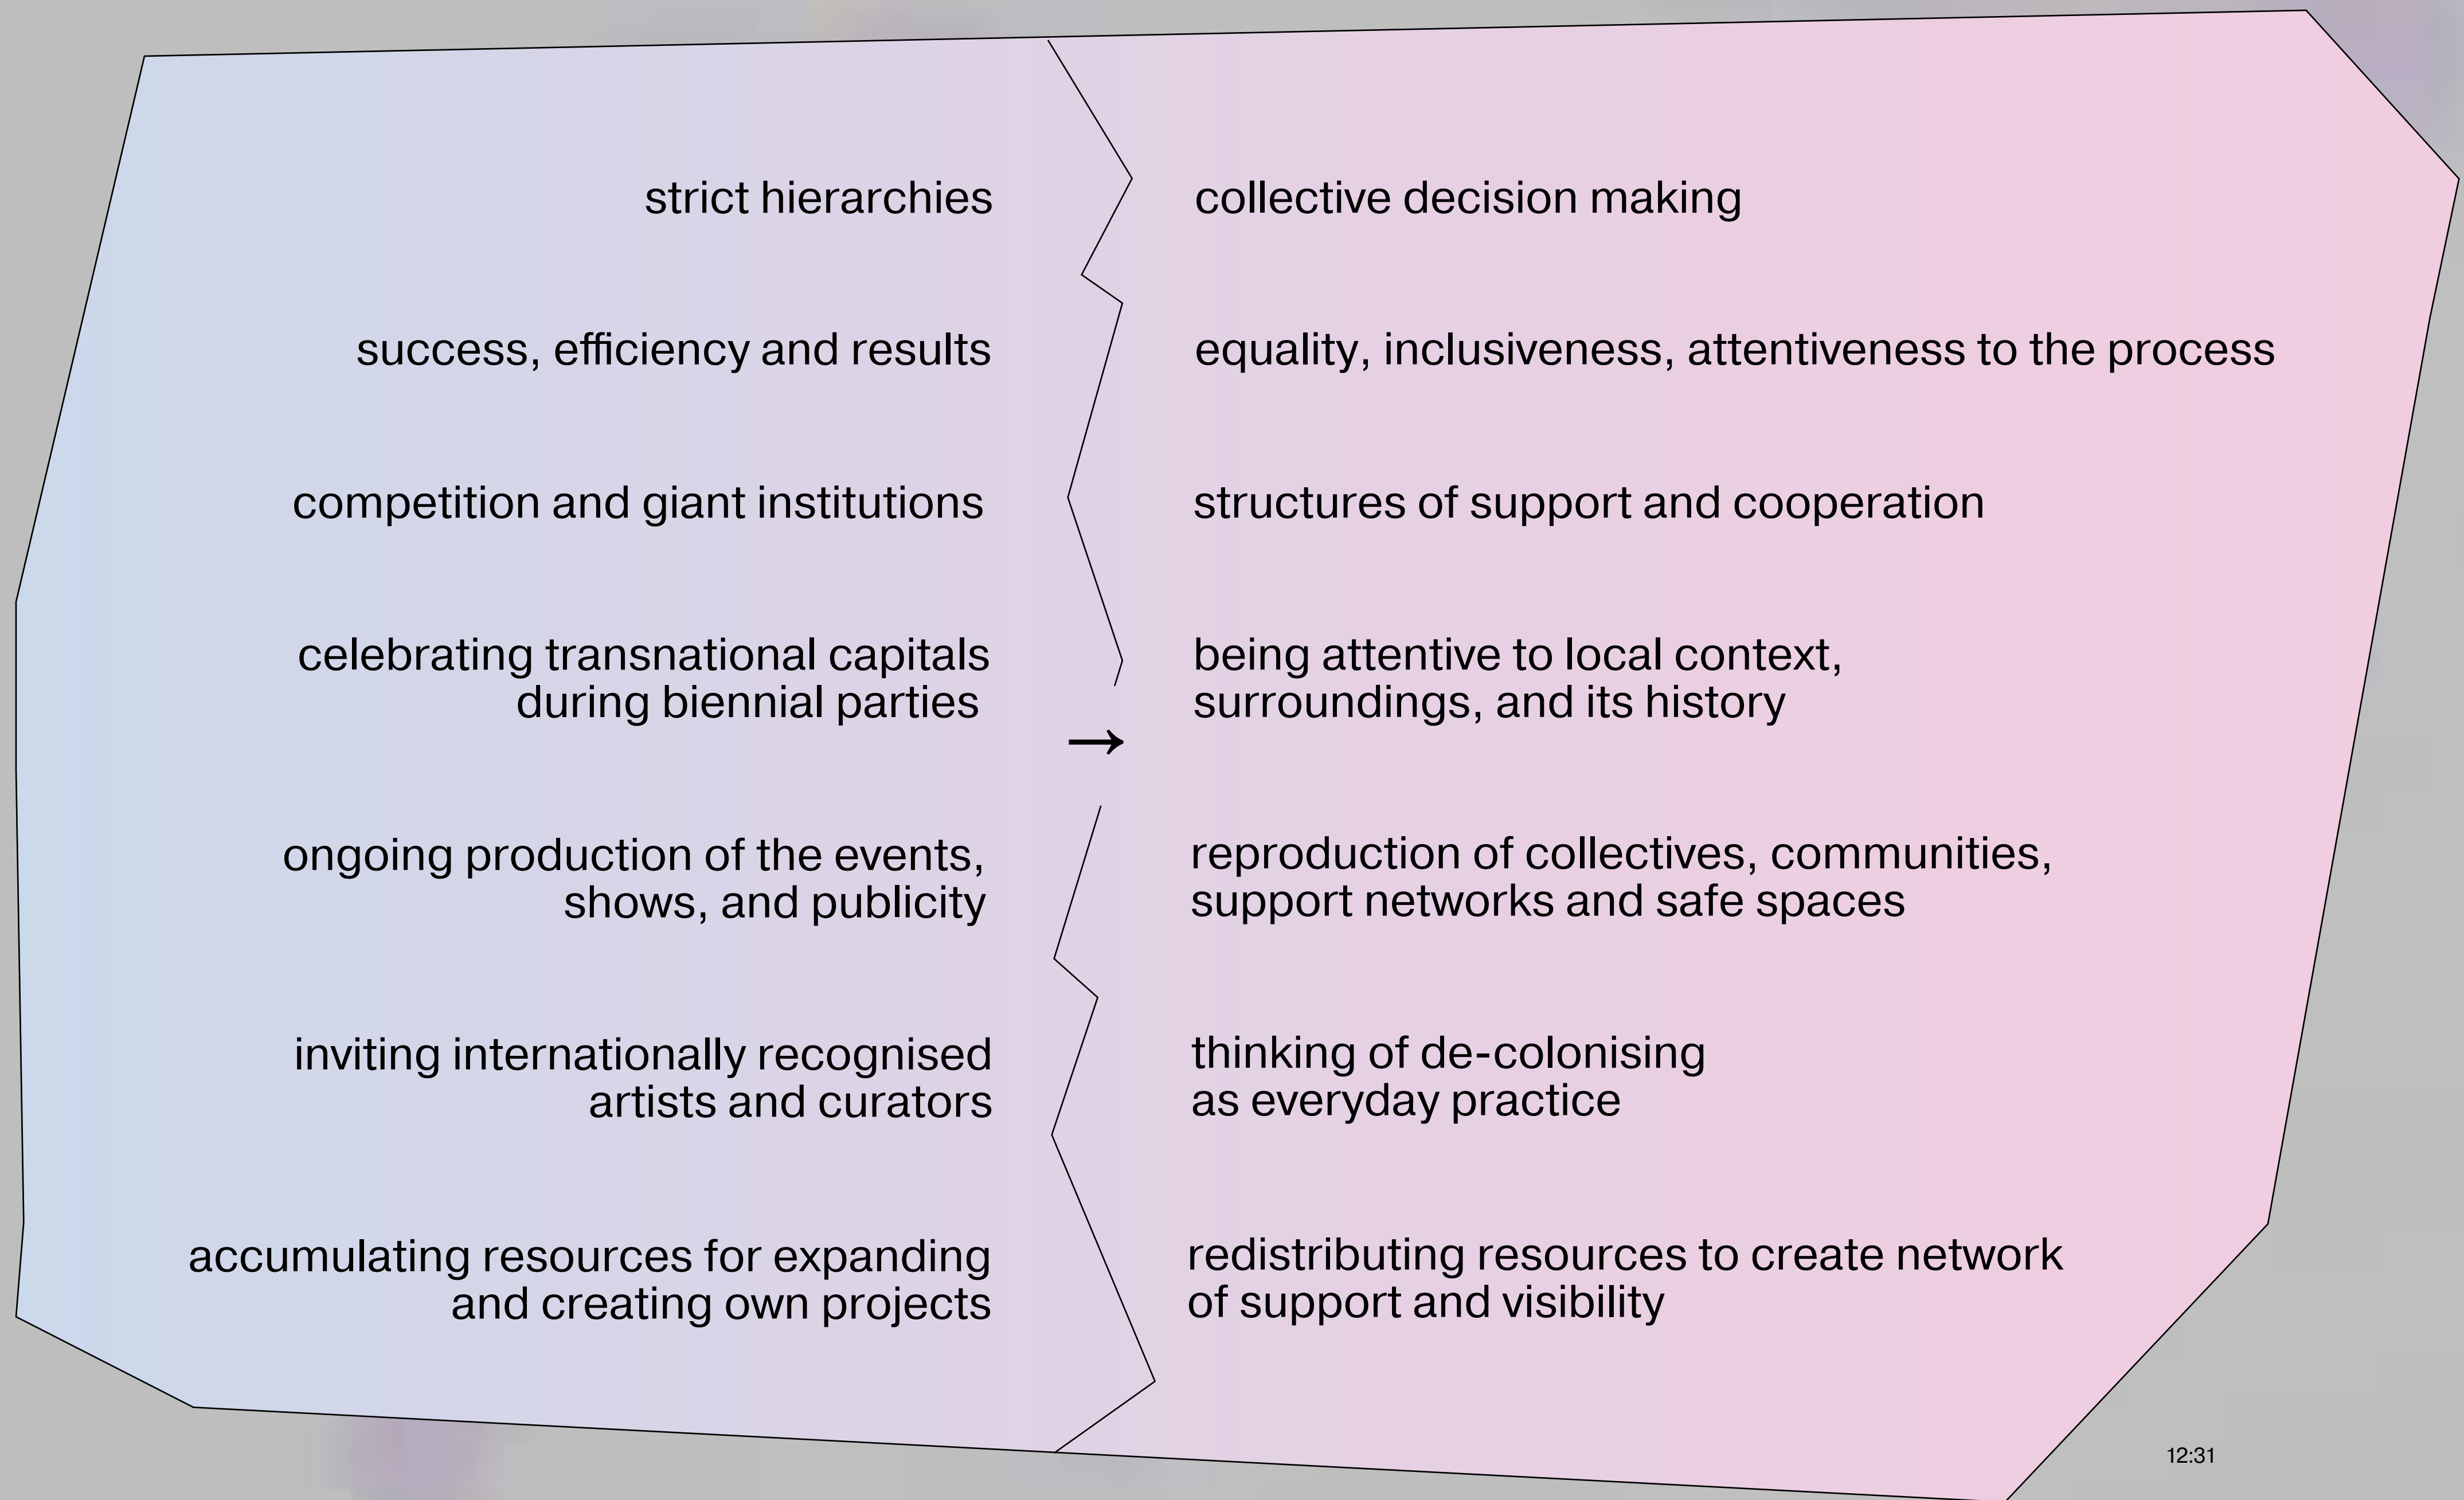 strict hierarchies
collective decision making
success, efficiency and results
equality, inclusiveness, attentiveness to the process
competition and giant institutions
structures of support and cooperation
celebrating transnational capitals
during biennial parties
being attentive to local context,
surroundings, and its history
→
ongoing production of the events,
shows, and publicity
reproduction of collectives, communities,
support networks and safe spaces
inviting internationally recognised
artists and curators
thinking of de-colonising
as everyday practice
accumulating resources for expanding
and creating own projects
redistributing resources to create network
of support and visibility
12:31